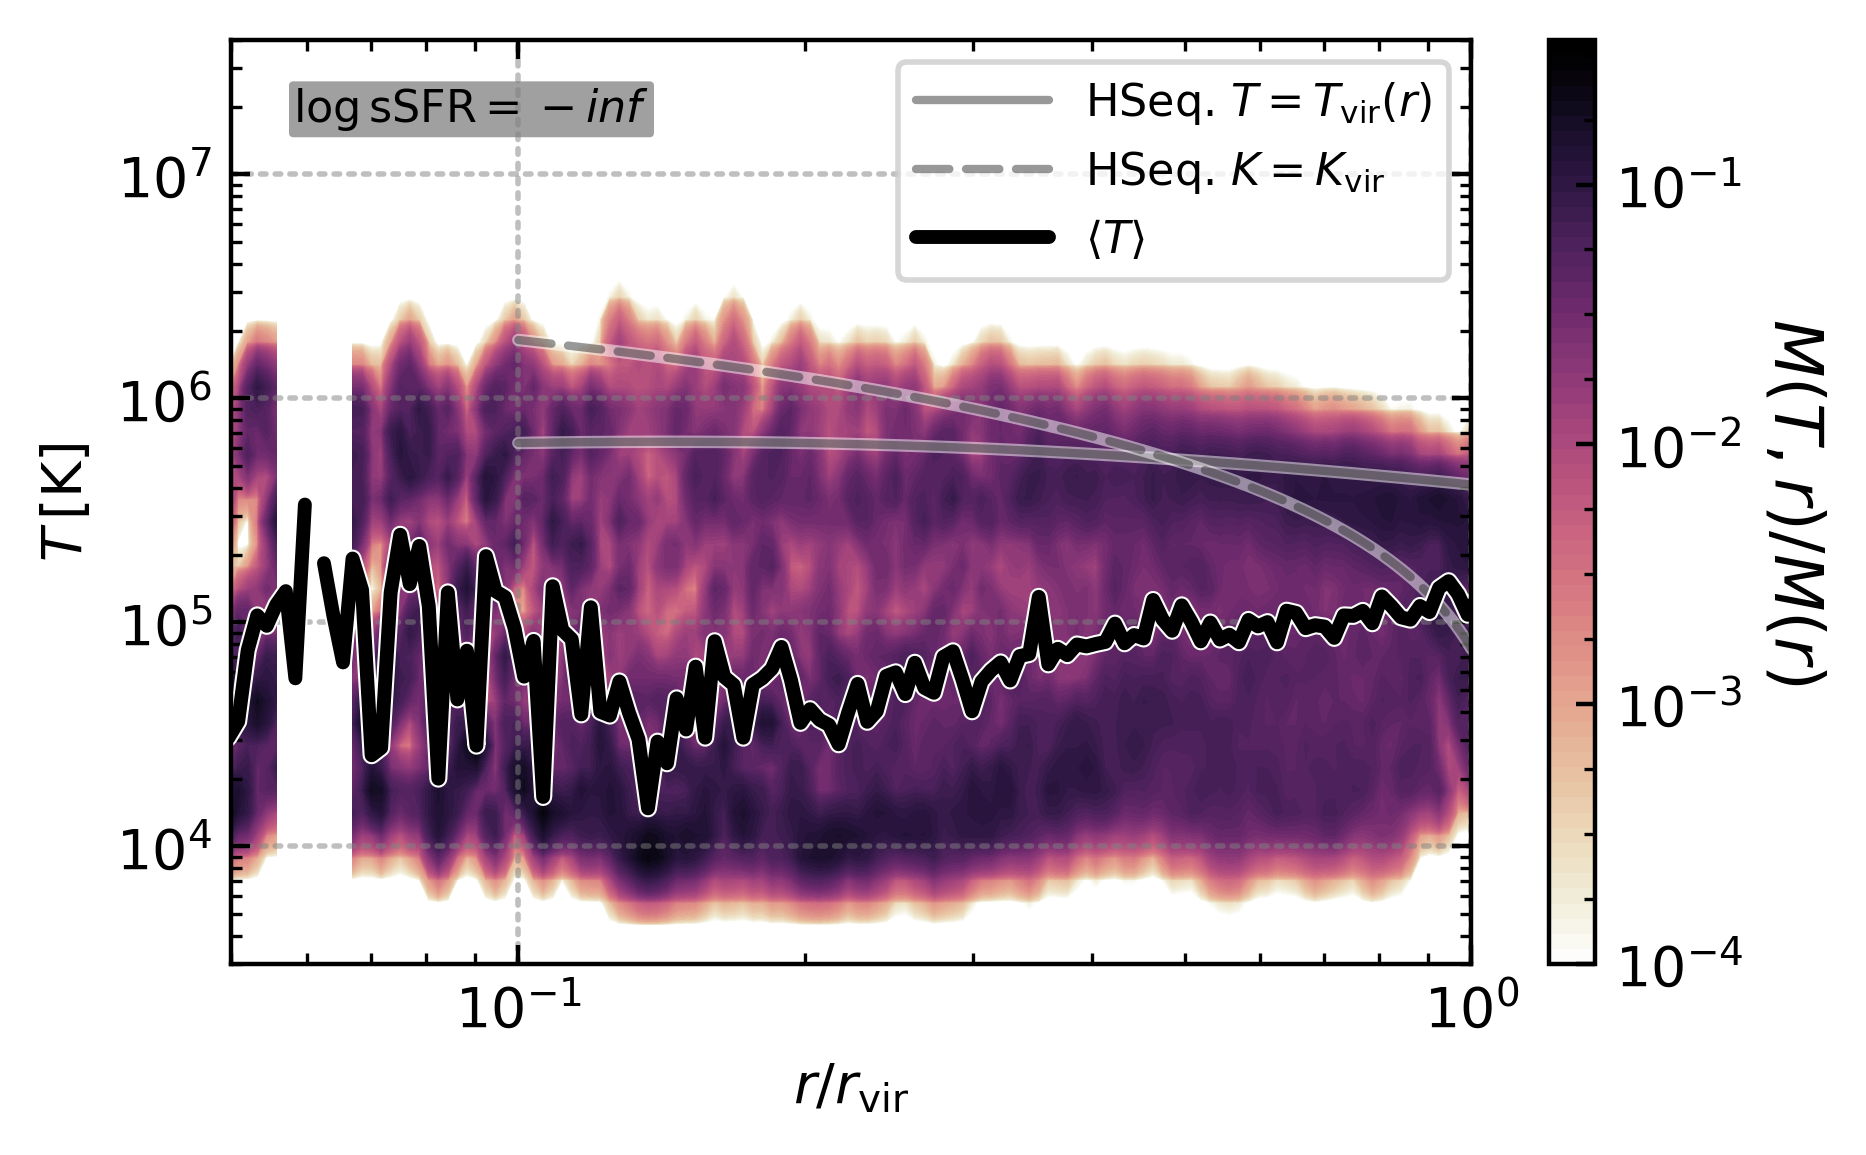 log sSFR = −inf
HSeq. T = T_vir(r)
HSeq. K = K_vir
⟨T⟩
10^7
10^6
10^5
10^4
T [K]
10^−1
10^0
r/r_vir
10^−1
10^−2
10^−3
10^−4
M(T, r)/M(r)